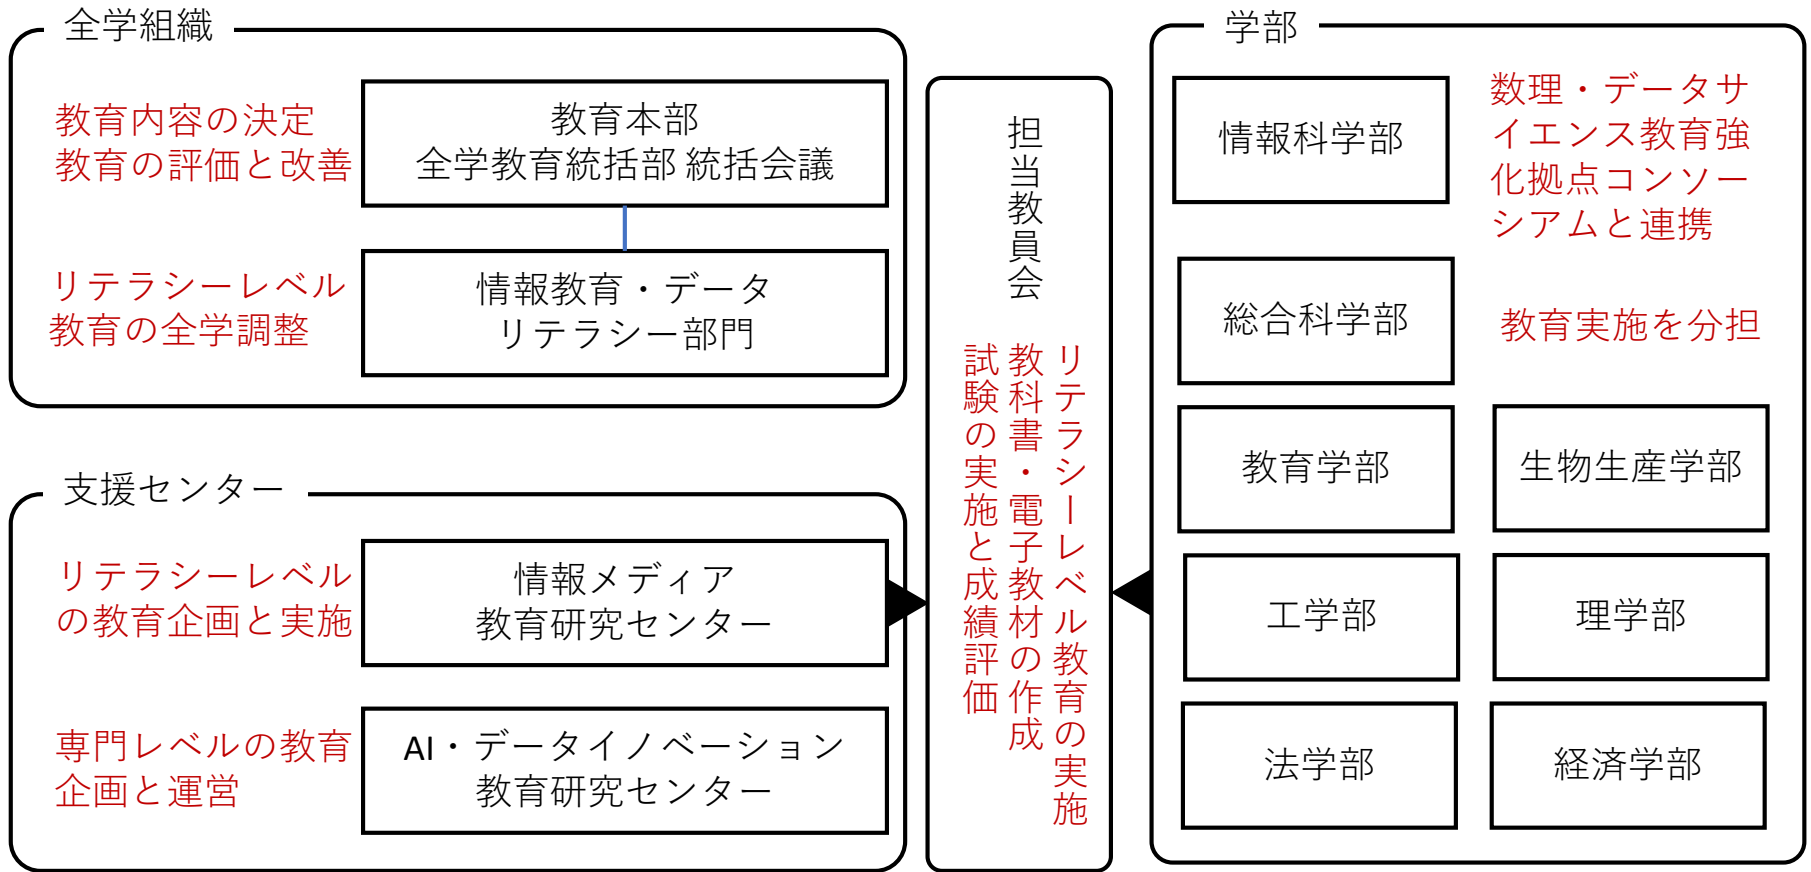 全学組織
教育内容の決定
教育の評価と改善
教育本部
全学教育統括部 統括会議
リテラシーレベル
教育の全学調整
情報教育・データ
リテラシー部門
支援センター
リテラシーレベル
の教育企画と実施
情報メディア
教育研究センター
専門レベルの教育
企画と運営
AI・データイノベーション
教育研究センター
担当教員会
リテラシーレベル教育の実施
教科書・電子教材の作成
試験の実施と成績評価
学部
情報科学部
数理・データサ
イエンス教育強
化拠点コンソー
シアムと連携
総合科学部
教育実施を分担
教育学部
生物生産学部
工学部
理学部
法学部
経済学部